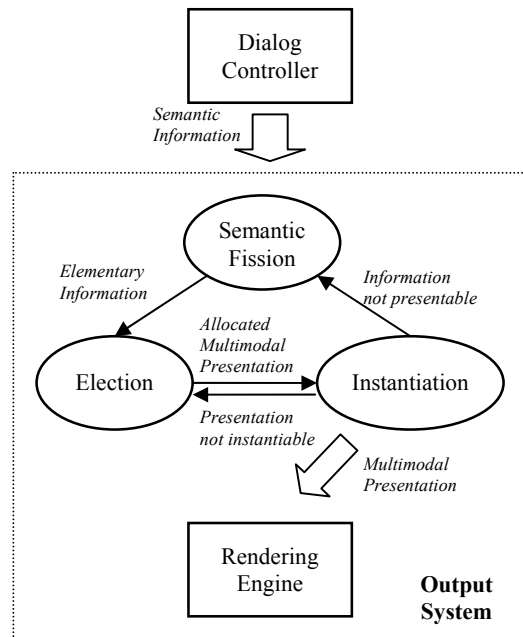 Dialog
Controller
Semantic
Information
Semantic
Fission
Elementary
Information
Information
not presentable
Allocated
Multimodal
Presentation
Election
Instantiation
Presentation
not instantiable
Multimodal
Presentation
Rendering
Engine
Output
System